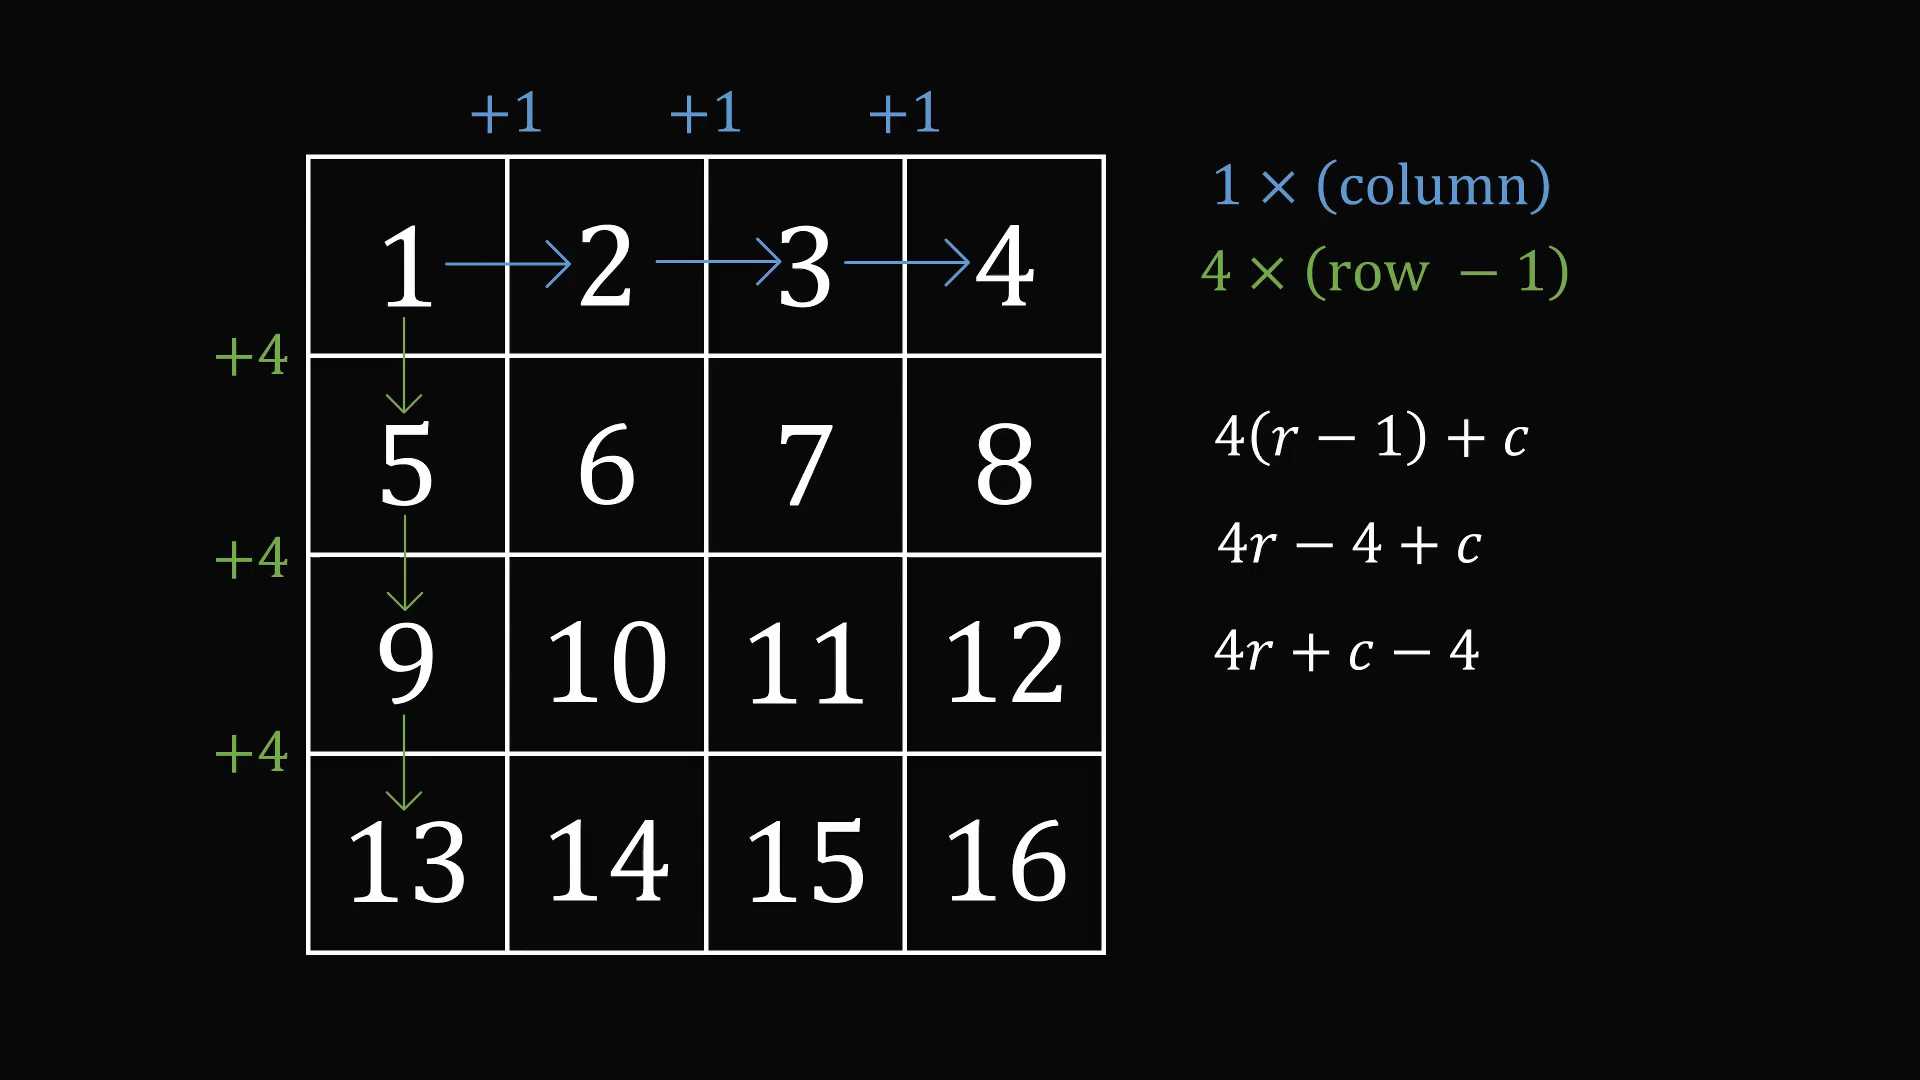 +1 +1 +1
1 × (column)
1 2 3 4
4 × (row − 1)
+4
5 6 7 8
4(r − 1) + c
+4
4r − 4 + c
9 10 11 12
4r + c − 4
+4
13 14 15 16